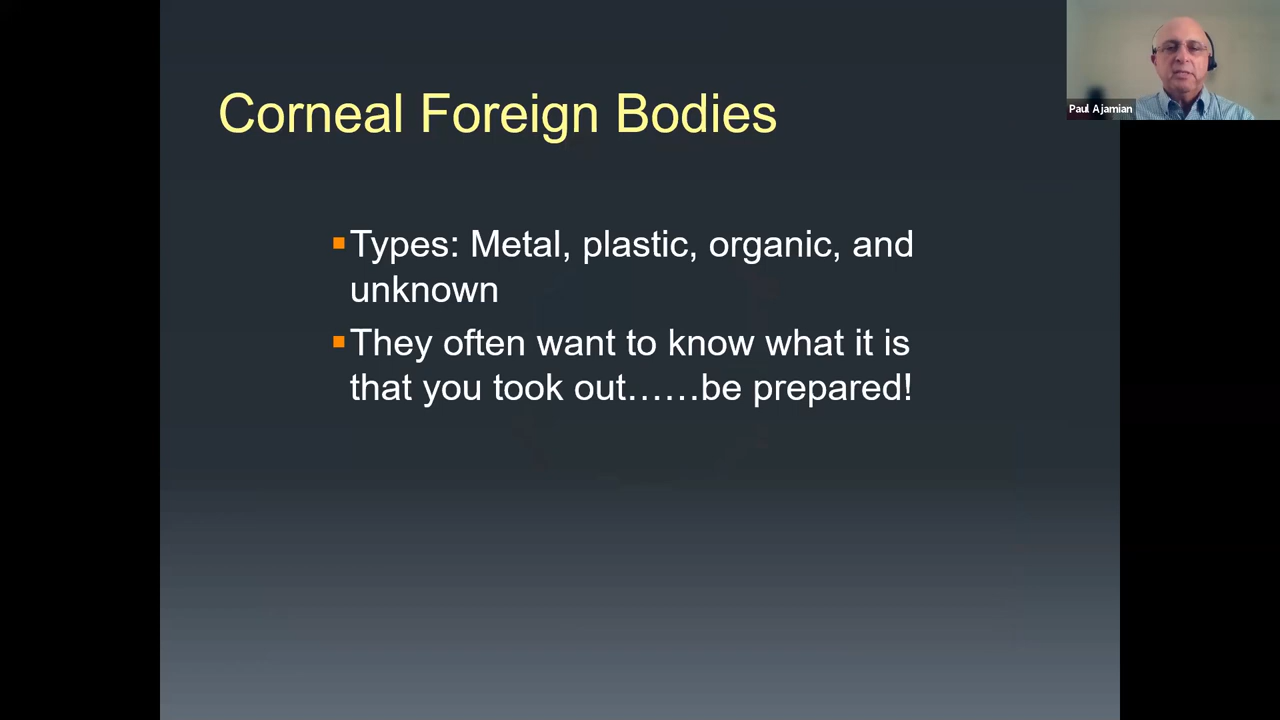 Paul Ajamian
Corneal Foreign Bodies
▪Types: Metal, plastic, organic, and
unknown
▪They often want to know what it is
that you took out……be prepared!